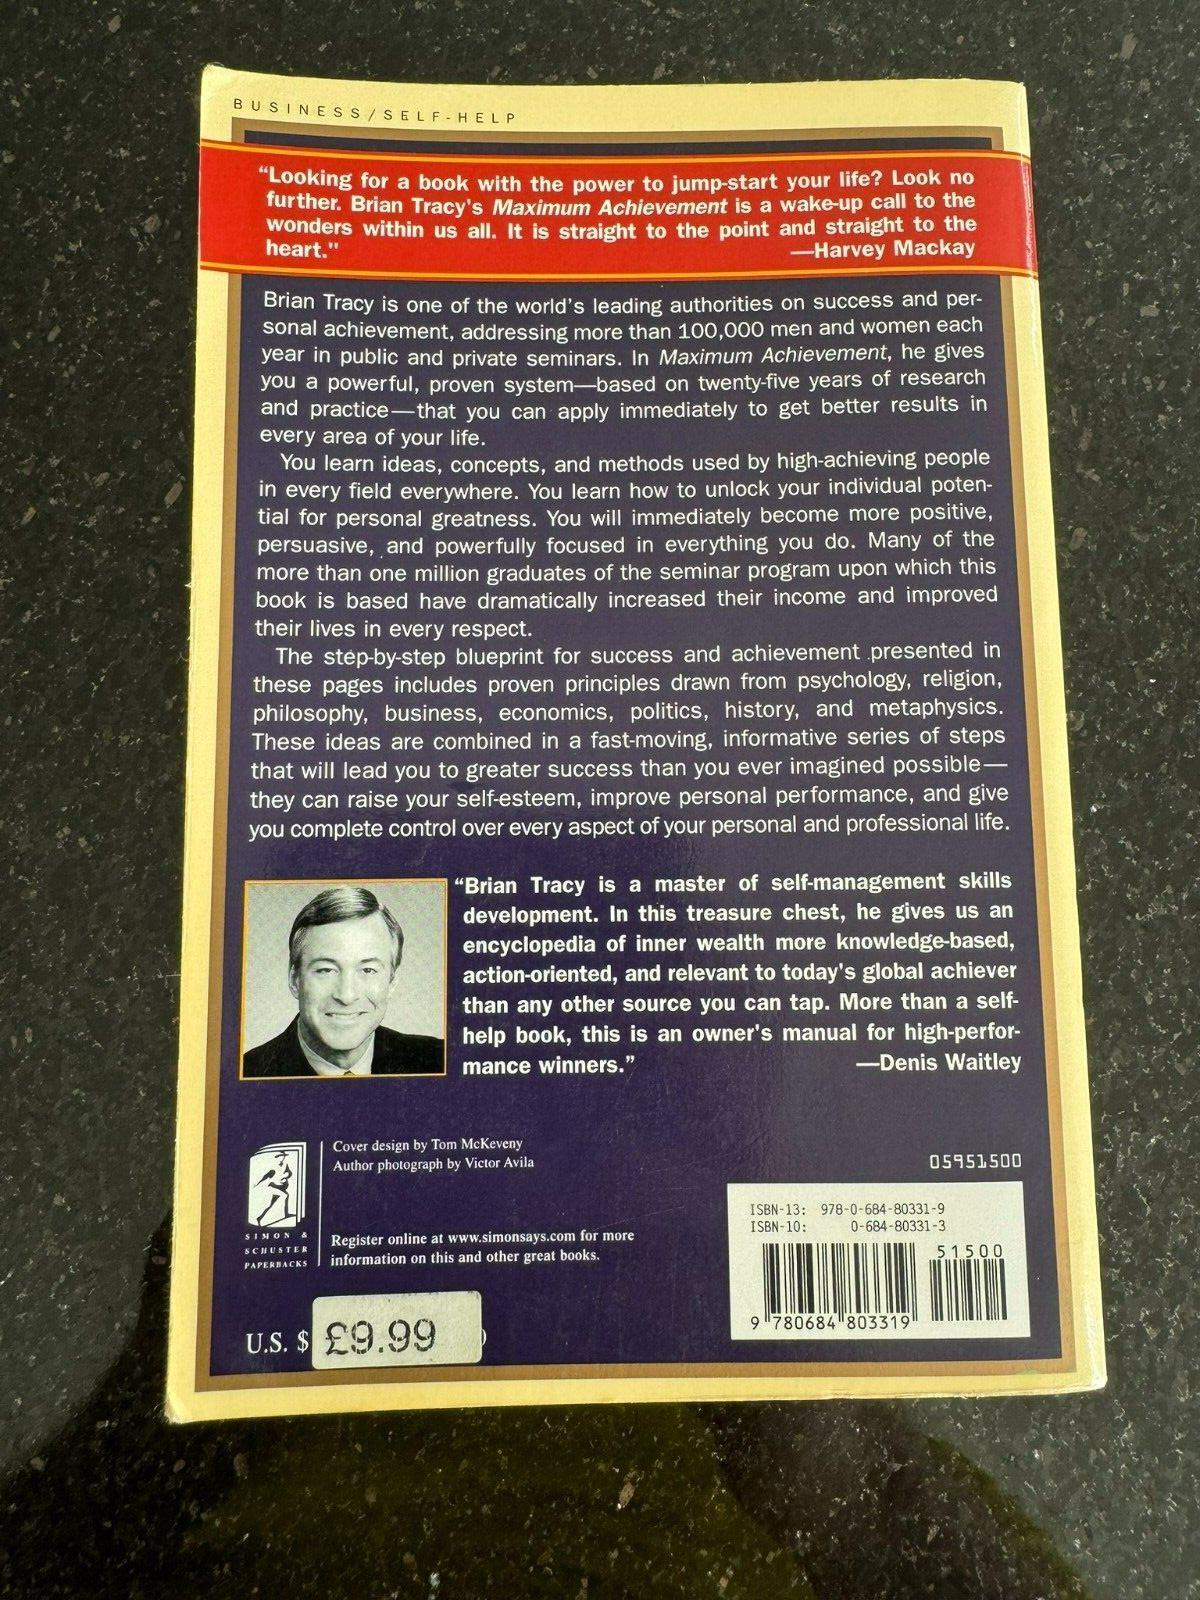 BUSINESS/SELF-HELP
“Looking for a book with the power to jump-start your life? Look no
further. Brian Tracy's Maximum Achievement is a wake-up call to the
wonders within us all. It is straight to the point and straight to the
heart." —Harvey Mackay
Brian Tracy is one of the world's leading authorities on success and per-
sonal achievement, addressing more than 100,000 men and women each
year in public and private seminars. In Maximum Achievement, he gives
you a powerful, proven system—based on twenty-five years of research
and practice—that you can apply immediately to get better results in
every area of your life.
You learn ideas, concepts, and methods used by high-achieving people
in every field everywhere. You learn how to unlock your individual poten-
tial for personal greatness. You will immediately become more positive,
persuasive, and powerfully focused in everything you do. Many of the
more than one million graduates of the seminar program upon which this
book is based have dramatically increased their income and improved
their lives in every respect.
The step-by-step blueprint for success and achievement presented in
these pages includes proven principles drawn from psychology, religion,
philosophy, business, economics, politics, history, and metaphysics.
These ideas are combined in a fast-moving, informative series of steps
that will lead you to greater success than you ever imagined possible—
they can raise your self-esteem, improve personal performance, and give
you complete control over every aspect of your personal and professional life.
“Brian Tracy is a master of self-management skills
development. In this treasure chest, he gives us an
encyclopedia of inner wealth more knowledge-based,
action-oriented, and relevant to today's global achiever
than any other source you can tap. More than a self-
help book, this is an owner's manual for high-perfor-
mance winners.” —Denis Waitley
Cover design by Tom McKeveny
Author photograph by Victor Avila
SIMON &
SCHUSTER
PAPERBACKS
Register online at www.simonsays.com for more
information on this and other great books.
05951500
ISBN-13: 978-0-684-80331-9
ISBN-10: 0-684-80331-3
51500
9 780684 803319
U.S. $ £9.99